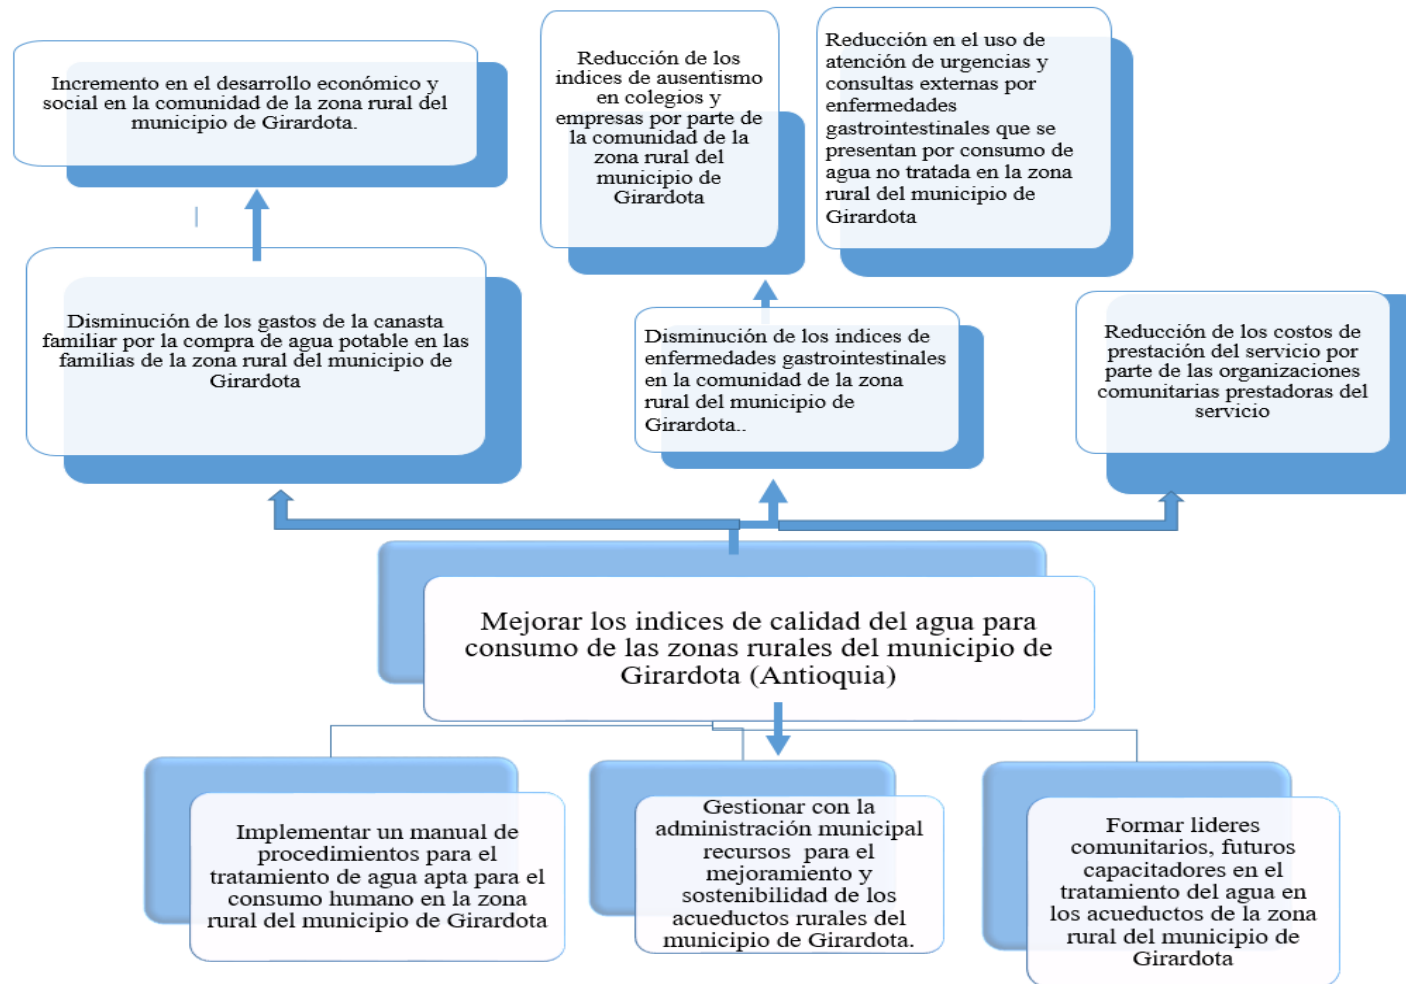 Incremento en el desarrollo económico y
social en la comunidad de la zona rural del
municipio de Girardota.
Reducción de los
indices de ausentismo
en colegios y
empresas por parte de
la comunidad de la
zona rural del
municipio de
Girardota
Reducción en el uso de
atención de urgencias y
consultas externas por
enfermedades
gastrointestinales que se
presentan por consumo de
agua no tratada en la zona
rural del municipio de
Girardota
Disminución de los gastos de la canasta
familiar por la compra de agua potable en las
familias de la zona rural del municipio de
Girardota
Disminución de los indices de
enfermedades gastrointestinales
en la comunidad de la zona
rural del municipio de
Girardota..
Reducción de los costos de
prestación del servicio por
parte de las organizaciones
comunitarias prestadoras del
servicio
Mejorar los indices de calidad del agua para
consumo de las zonas rurales del municipio de
Girardota (Antioquia)
Implementar un manual de
procedimientos para el
tratamiento de agua apta para el
consumo humano en la zona
rural del municipio de Girardota
Gestionar con la
administración municipal
recursos para el
mejoramiento y
sostenibilidad de los
acueductos rurales del
municipio de Girardota.
Formar lideres
comunitarios, futuros
capacitadores en el
tratamiento del agua en
los acueductos de la zona
rural del municipio de
Girardota